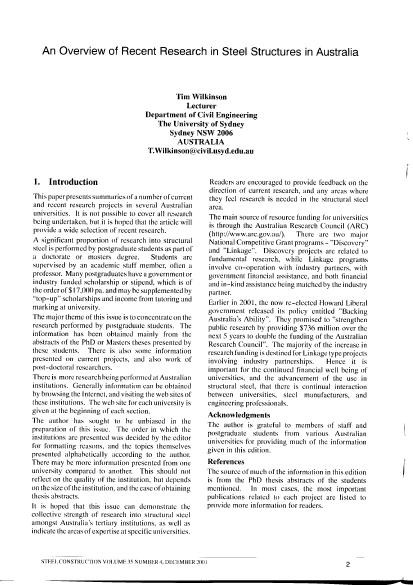 An Overview of Recent Research in Steel Structures in Australia
Tim Wilkinson
Lecturer
Department of Civil Engineering
The University of Sydney
Sydney NSW 2006
AUSTRALIA
T.Wilkinson@civil.usyd.edu.au
1. Introduction
This paper presents summaries of a number of current
and recent research projects in several Australian
universities. It is not possible to cover all research
being undertaken, but it is hoped that the article will
provide a wide selection of recent research.
A significant proportion of research into structural
steel is performed by postgraduate students as part of
a doctorate or masters degree. Students are
supervised by an academic staff member, often a
professor. Many postgraduates have a government or
industry funded scholarship or stipend, which is of
the order of $17,000 pa, and may be supplemented by
"top-up" scholarships and income from tutoring and
marking at university.
The major theme of this issue is to concentrate on the
research performed by postgraduate students. The
information has been obtained mainly from the
abstracts of the PhD or Masters theses presented by
these students. There is also some information
presented on current projects, and also work of
post-doctoral researchers.
There is more research being performed at Australian
institutions. Generally information can be obtained
by browsing the Internet, and visiting the web sites of
these institutions. The web site for each university is
given at the beginning of each section.
The author has sought to be unbiased in the
preparation of this issue. The order in which the
institutions are presented was decided by the editor
for formatting reasons, and the topics themselves
presented alphabetically according to the author.
There may be more information presented from one
university compared to another. This should not
reflect on the quality of the institution, but depends
on the size of the institution, and the ease of obtaining
thesis abstracts.
It is hoped that this issue can demonstrate the
collective strength of research into structural steel
amongst Australia's tertiary institutions, as well as
indicate the areas of expertise at specific universities.
Readers are encouraged to provide feedback on the
direction of current research, and any areas where
they feel research is needed in the structural steel
area.
The main source of resource funding for universities
is through the Australian Research Council (ARC)
(http://www.arc.gov.au/). There are two major
National Competitive Grant programs – "Discovery"
and "Linkage". Discovery projects are related to
fundamental research, while Linkage programs
involve co-operation with industry partners, with
government financial assistance, and both financial
and in-kind assistance being matched by the industry
partner.
Earlier in 2001, the now re-elected Howard Liberal
government released its policy entitled "Backing
Australia's Ability". They promised to "strengthen
public research by providing $736 million over the
next 5 years to double the funding of the Australian
Research Council". The majority of the increase in
research funding is destined for Linkage type projects
involving industry partnerships. Hence it is
important for the continued financial well being of
universities, and the advancement of the use in
structural steel, that there is continual interaction
between universities, steel manufacturers, and
engineering professionals.
Acknowledgments
The author is grateful to members of staff and
postgraduate students from various Australian
universities for providing much of the information
given in this edition.
References
The source of much of the information in this edition
is from the PhD thesis abstracts of the students
mentioned. In most cases, the most important
publications related to each project are listed to
provide more information for readers.
STEEL CONSTRUCTION VOLUME 35 NUMBER 4, DECEMBER 2001
2